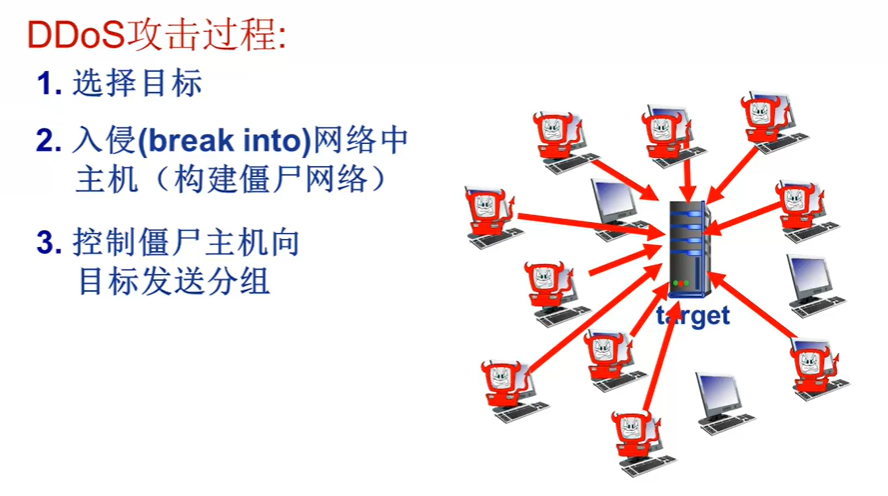 DDoS攻击过程:
1. 选择目标
2. 入侵(break into)网络中
主机（构建僵尸网络）
3. 控制僵尸主机向
目标发送分组
target